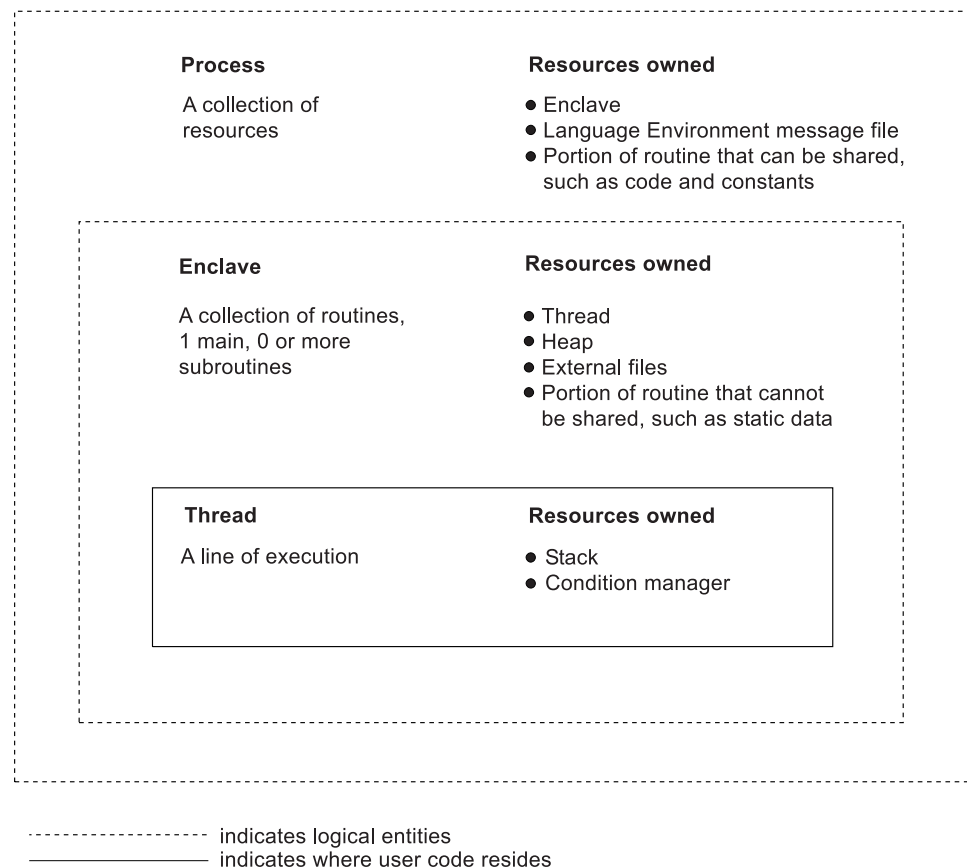 Process
A collection of
resources
Resources owned
● Enclave
● Language Environment message file
● Portion of routine that can be shared,
such as code and constants
Enclave
A collection of routines,
1 main, 0 or more
subroutines
Resources owned
● Thread
● Heap
● External files
● Portion of routine that cannot
be shared, such as static data
Thread
A line of execution
Resources owned
● Stack
● Condition manager
indicates logical entities
indicates where user code resides